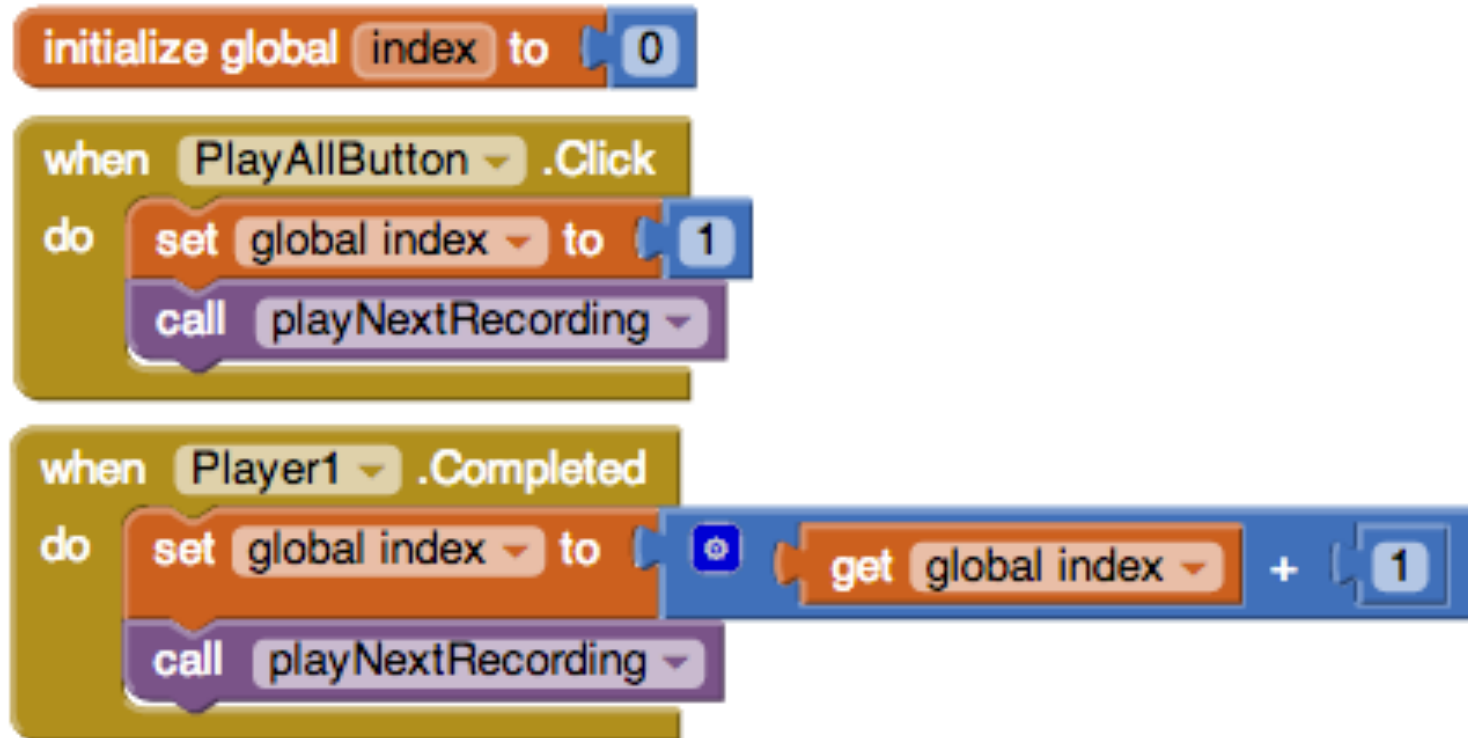 initialize global index to 0
when PlayAllButton .Click
do set global index to 1
call playNextRecording
when Player1 .Completed
do set global index to get global index + 1
call playNextRecording